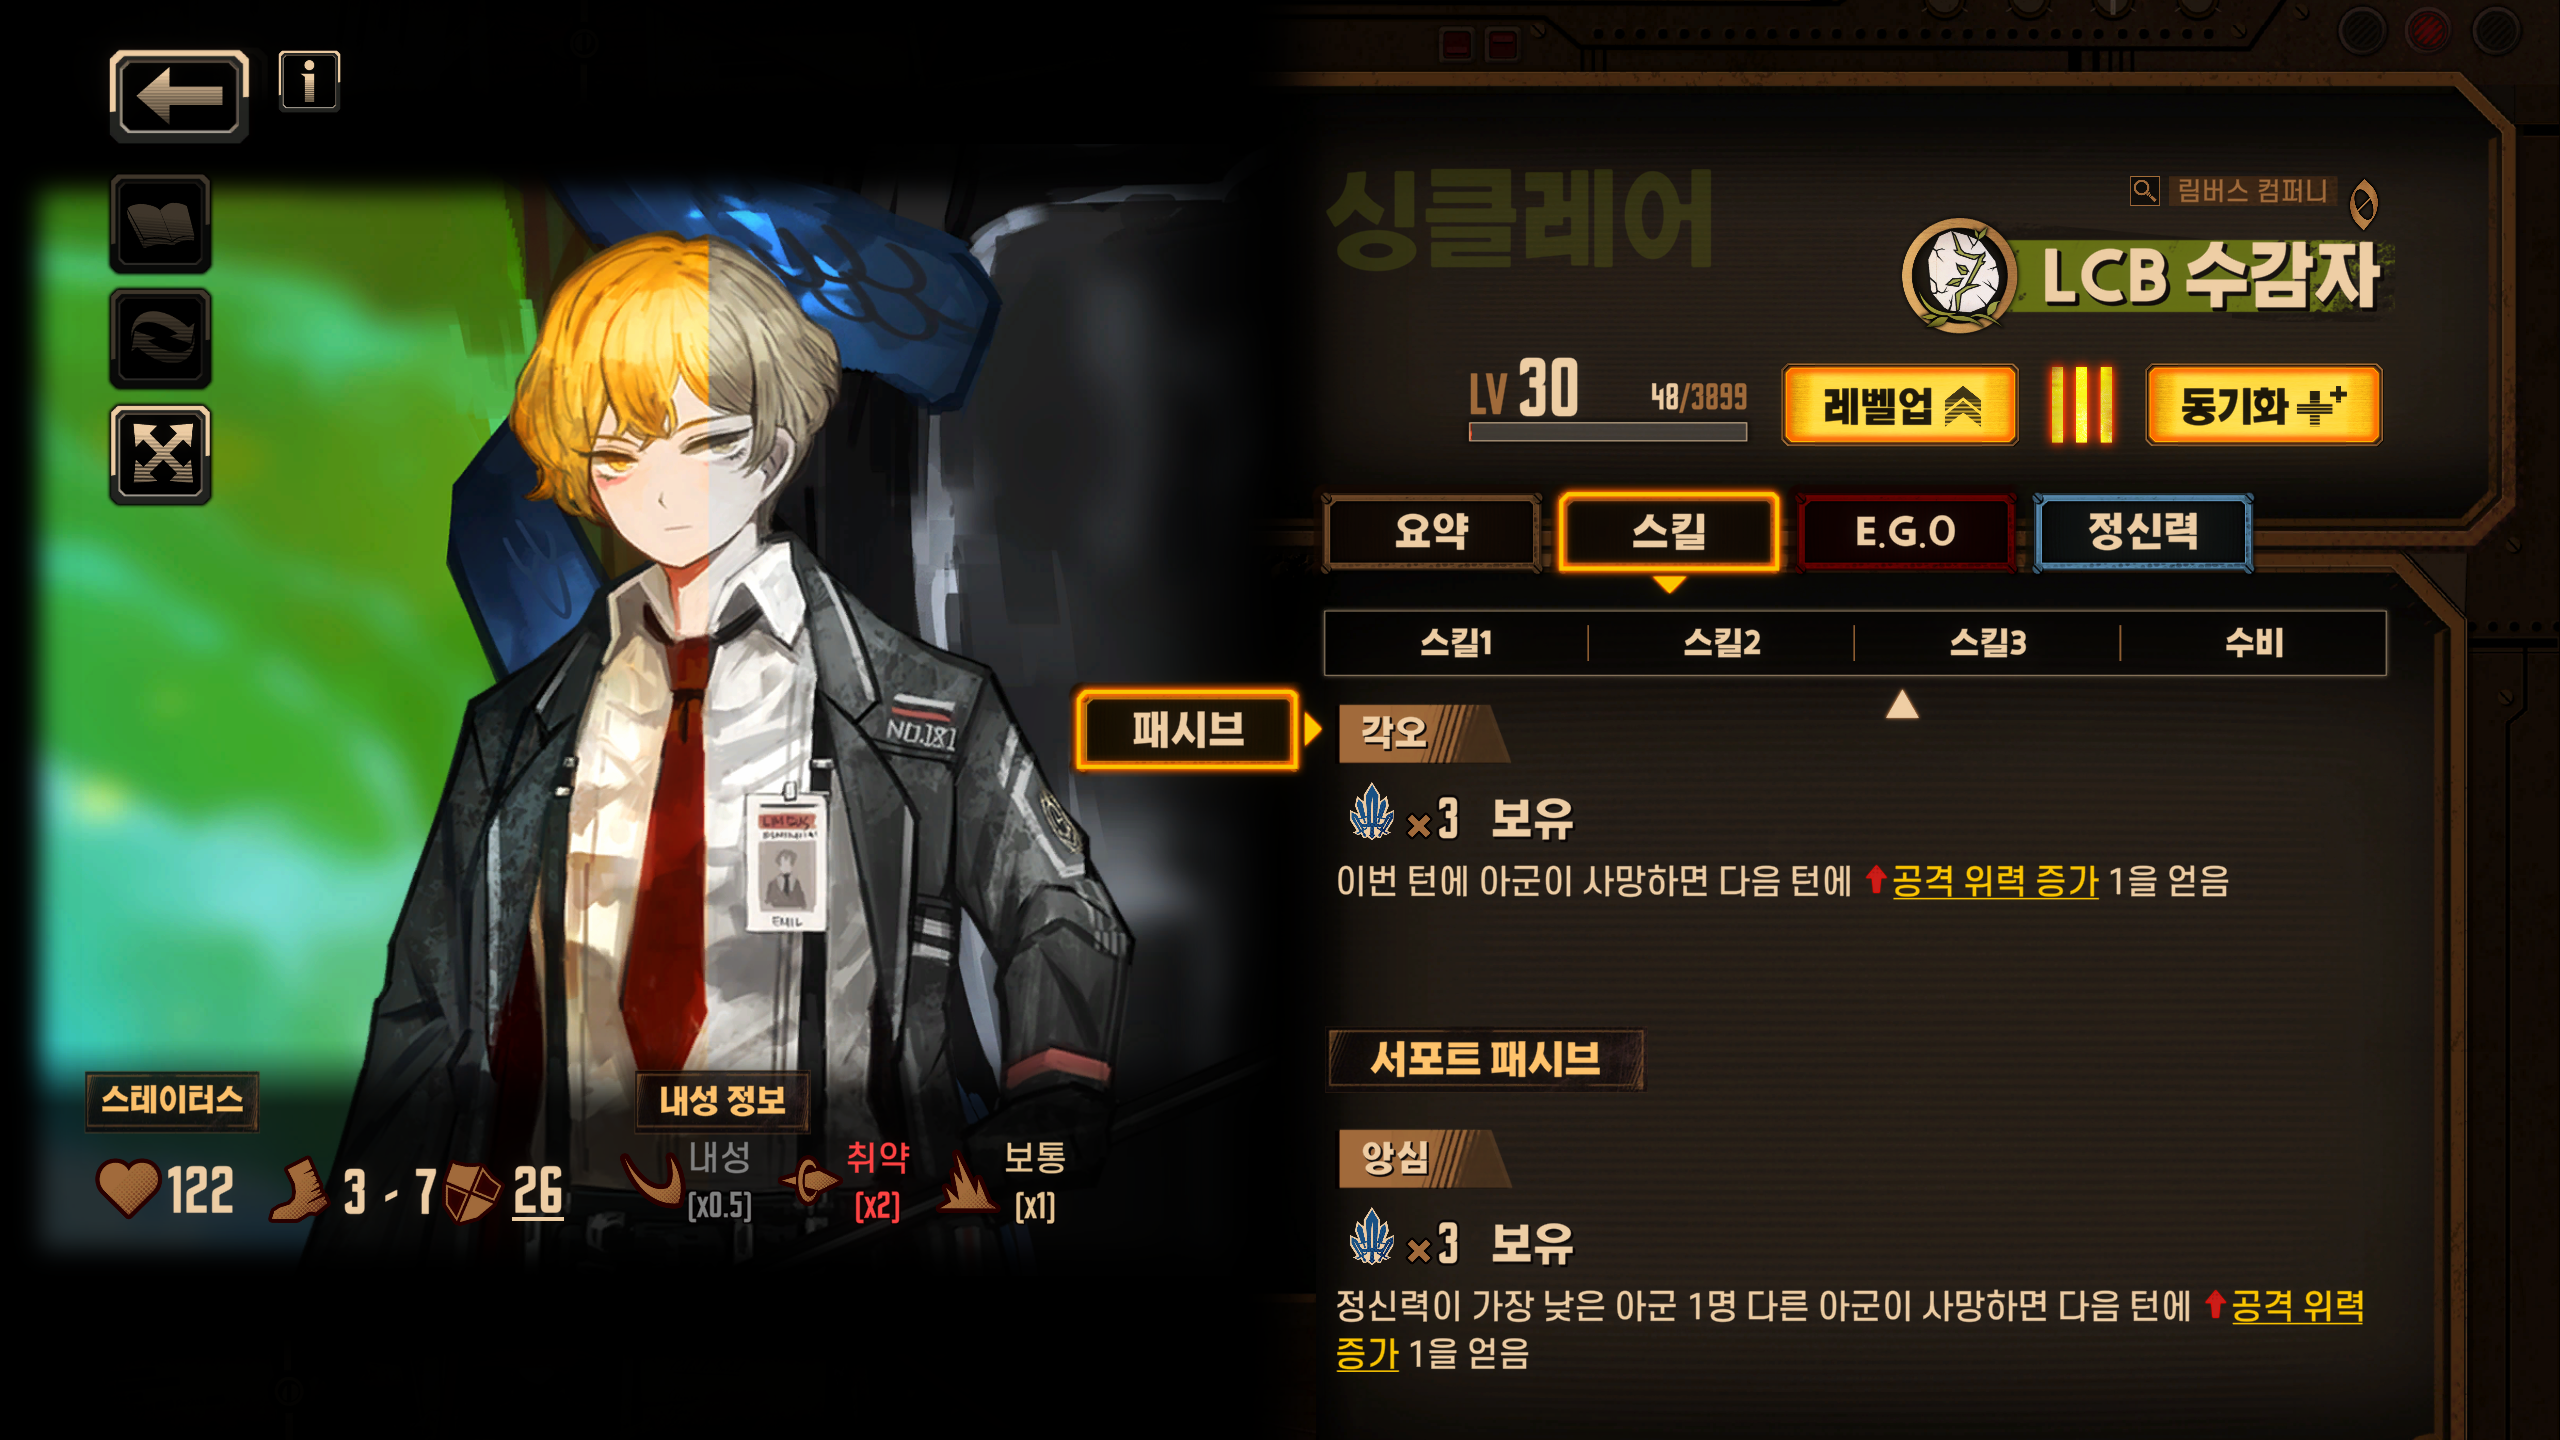 싱클레어
림버스 컴퍼니
LCB 수감자
LV 30
48/3899
레벨업
동기화
요약
스킬
E.G.O
정신력
스킬1
스킬2
스킬3
수비
패시브
각오
×3 보유
이번 턴에 아군이 사망하면 다음 턴에 공격 위력 증가 1을 얻음
서포트 패시브
앙심
×3 보유
정신력이 가장 낮은 아군 1명 다른 아군이 사망하면 다음 턴에 공격 위력
증가 1을 얻음
NO.181
LIMBUS
EMIL
스테이터스
122
3 - 7
26
내성 정보
내성
[x0.5]
취약
[x2]
보통
[x1]